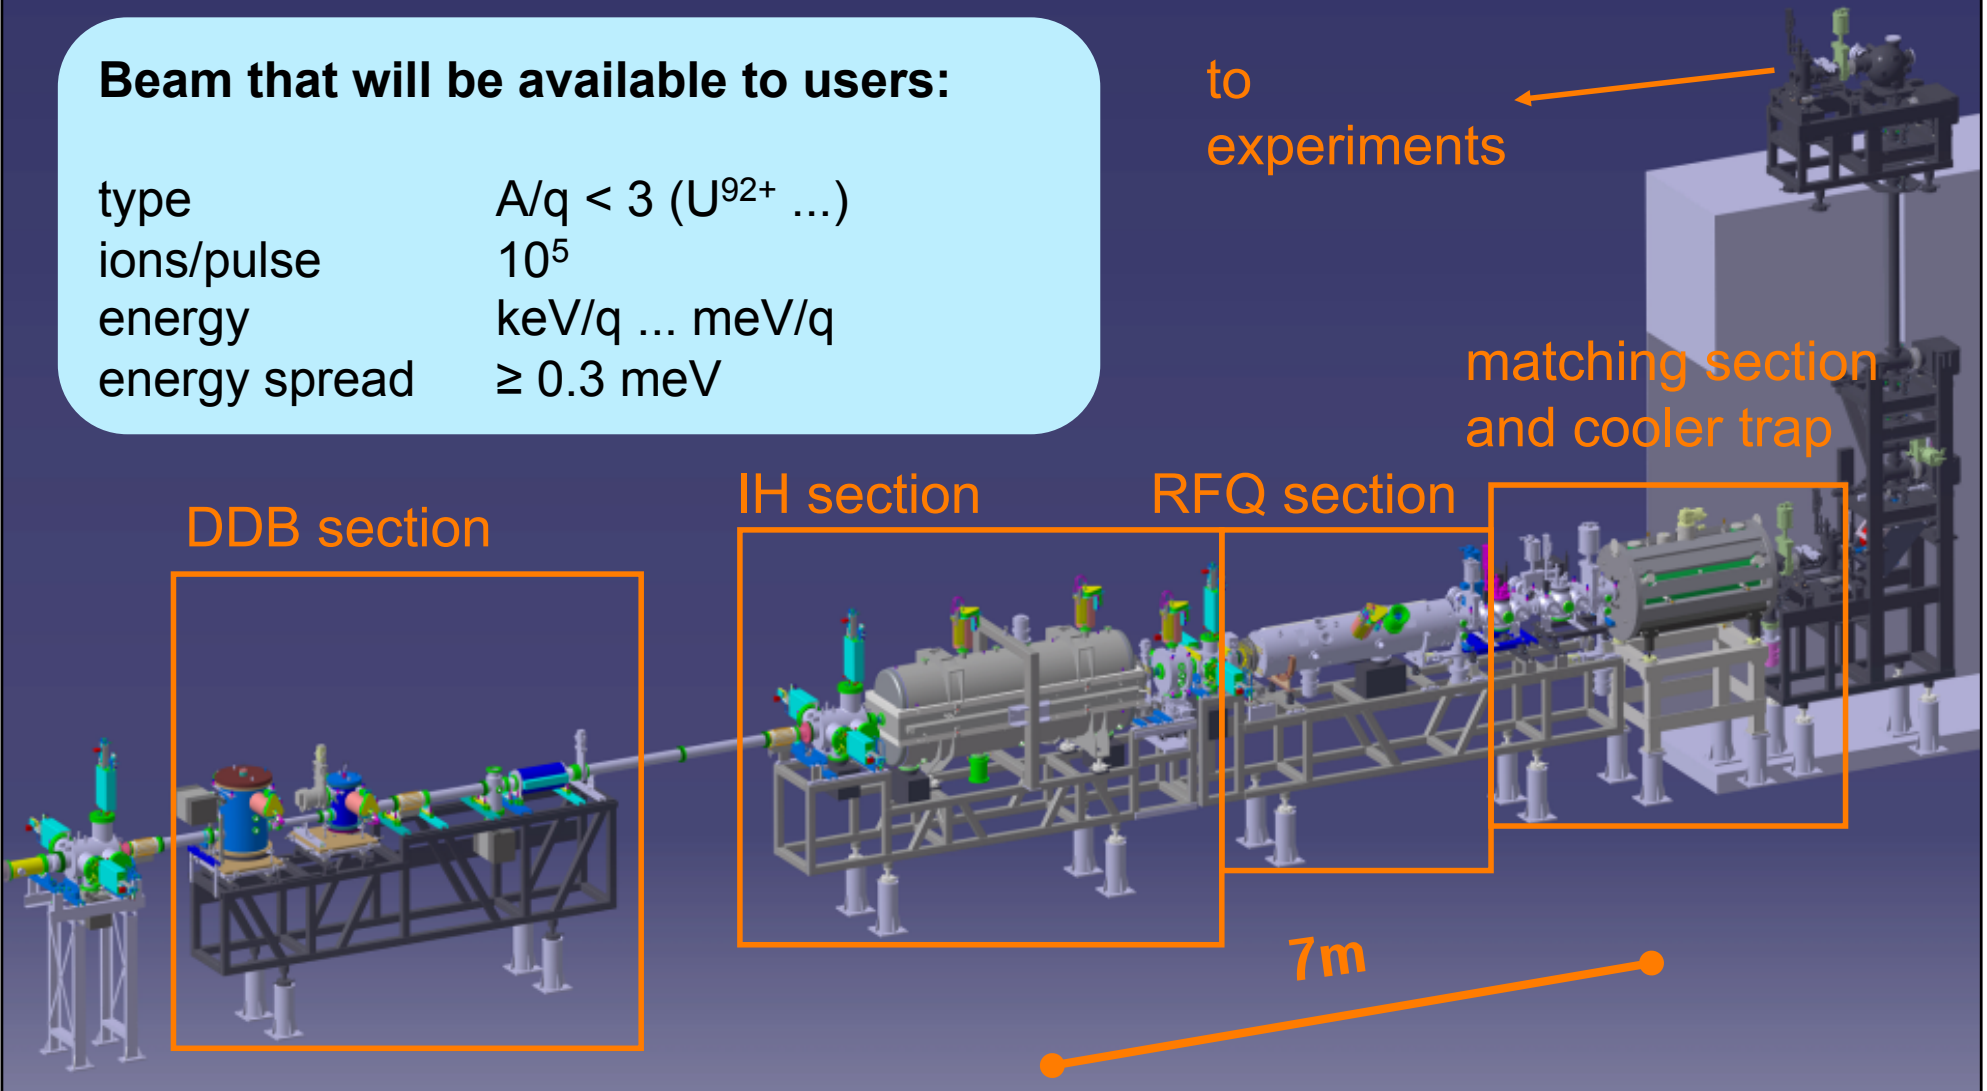 Beam that will be available to users:
type A/q < 3 (U⁹²⁺ ...)
ions/pulse 10⁵
energy keV/q ... meV/q
energy spread ≥ 0.3 meV
to
experiments
matching section
and cooler trap
IH section
RFQ section
DDB section
7m